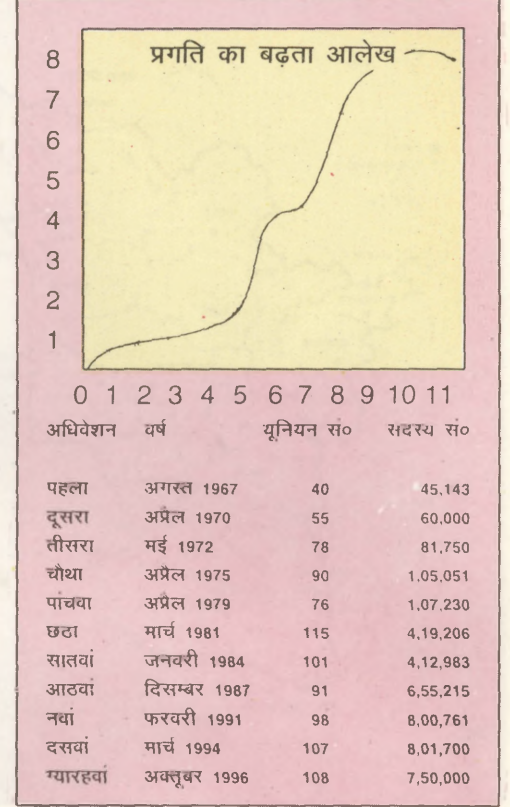 प्रगति का बढ़ता आलेख
8
7
6
5
4
3
2
1
0 1 2 3 4 5 6 7 8 9 10 11
अधिवेशन वर्ष यूनियन सं० सदस्य सं०
पहला अगस्त 1967 40 45,143
दूसरा अप्रैल 1970 55 60,000
तीसरा मई 1972 78 81,750
चौथा अप्रैल 1975 90 1,05,051
पांचवा अप्रैल 1979 76 1,07,230
छठा मार्च 1981 115 4,19,206
सातवां जनवरी 1984 101 4,12,983
आठवां दिसम्बर 1987 91 6,55,215
नवां फरवरी 1991 98 8,00,761
दसवां मार्च 1994 107 8,01,700
ग्यारहवां अक्तूबर 1996 108 7,50,000